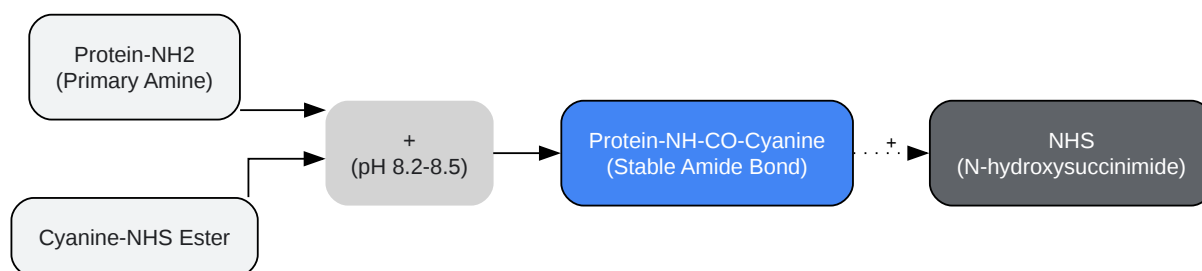 Protein-NH2
(Primary Amine)
Cyanine-NHS Ester
+
(pH 8.2-8.5)
Protein-NH-CO-Cyanine
(Stable Amide Bond)
+
NHS
(N-hydroxysuccinimide)